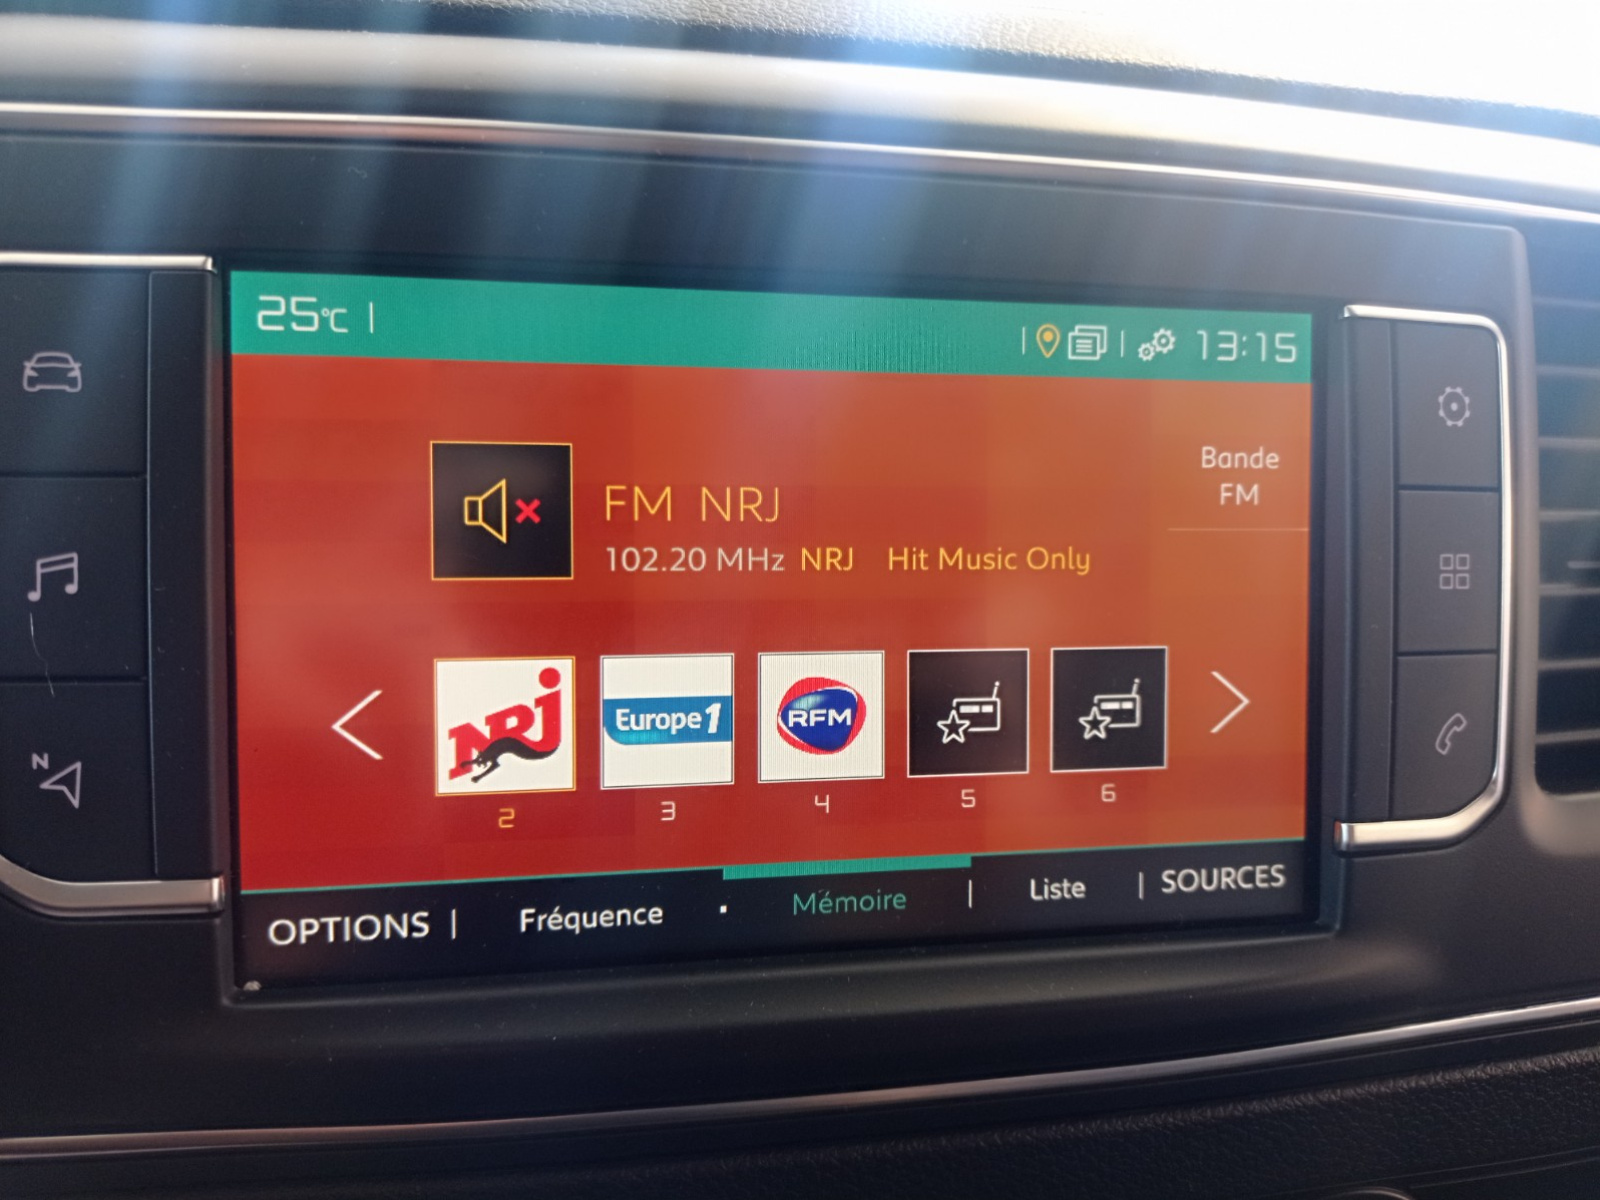 25°C
13:15
Bande
FM
FM NRJ
102.20 MHz NRJ Hit Music Only
NRJ
Europe 1
RFM
2
3
4
5
6
OPTIONS
Fréquence
Mémoire
Liste
SOURCES
N